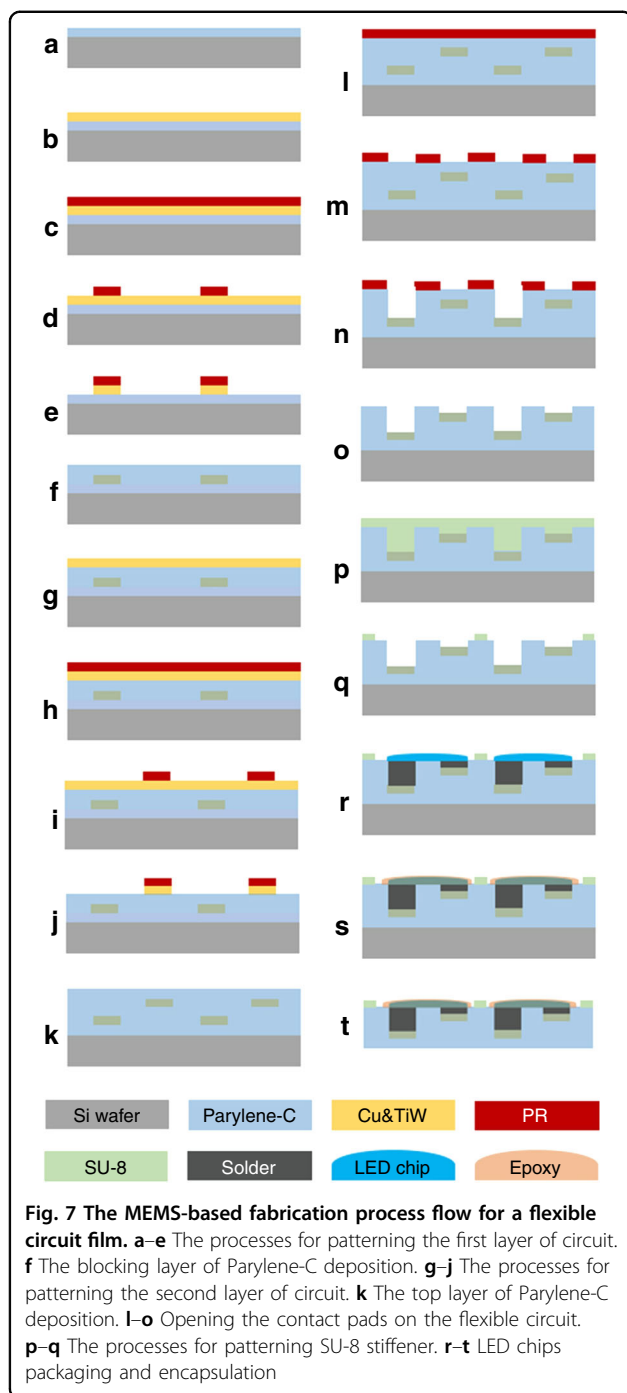 a
b
c
d
e
f
g
h
i
j
k
l
m
n
o
p
q
r
s
t
Si wafer Parylene-C Cu&TiW PR
SU-8 Solder LED chip Epoxy
Fig. 7 The MEMS-based fabrication process flow for a flexible
circuit film. a–e The processes for patterning the first layer of circuit.
f The blocking layer of Parylene-C deposition. g–j The processes for
patterning the second layer of circuit. k The top layer of Parylene-C
deposition. l–o Opening the contact pads on the flexible circuit.
p–q The processes for patterning SU-8 stiffener. r–t LED chips
packaging and encapsulation